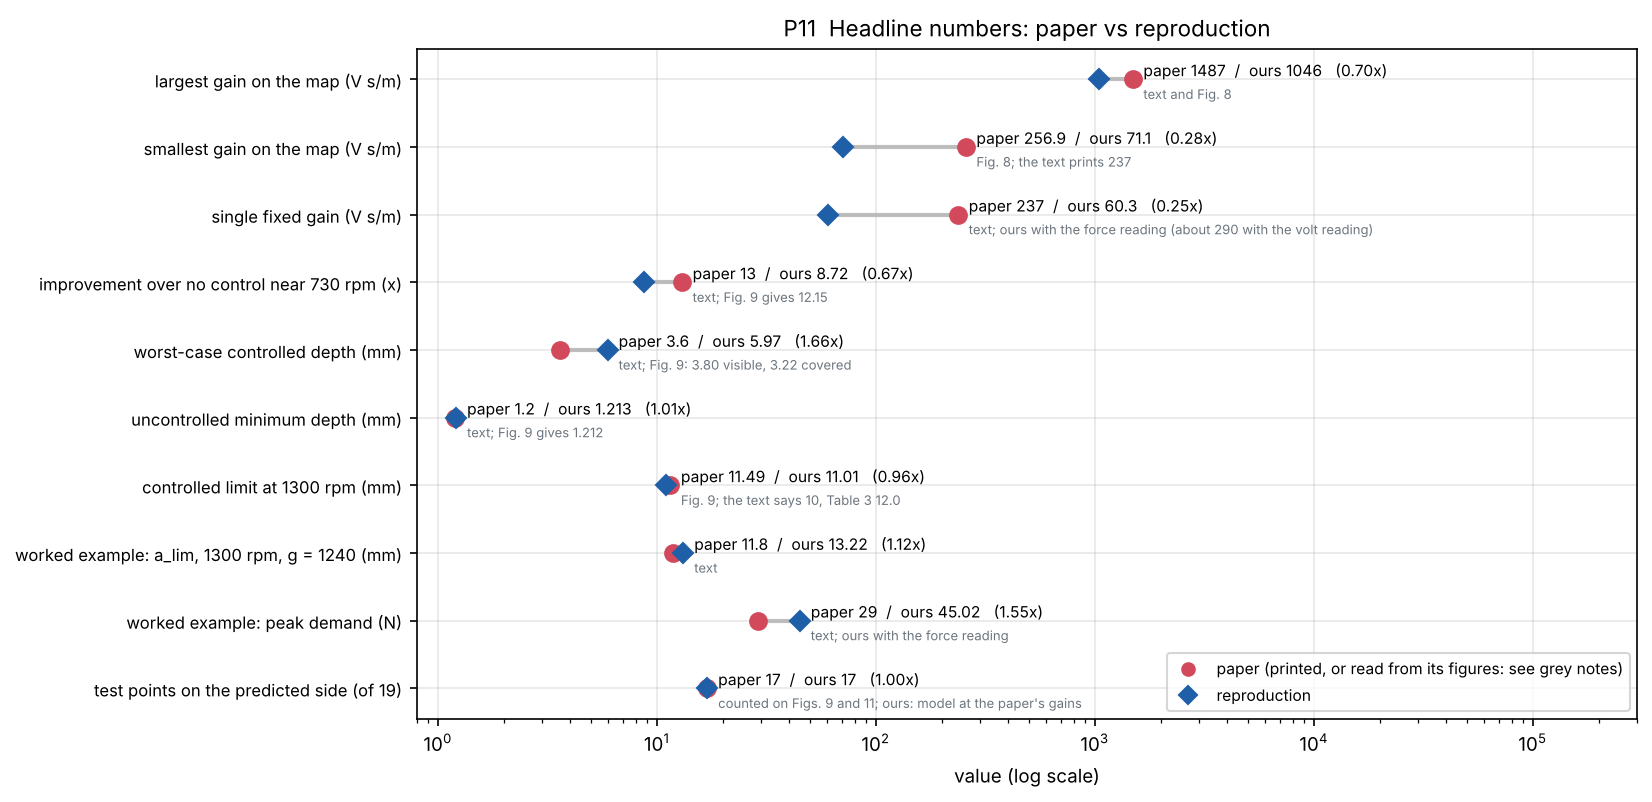 P11  Headline numbers: paper vs reproduction
largest gain on the map (V s/m)
paper 1487  /  ours 1046   (0.70x)
text and Fig. 8
smallest gain on the map (V s/m)
paper 256.9  /  ours 71.1   (0.28x)
Fig. 8; the text prints 237
single fixed gain (V s/m)
paper 237  /  ours 60.3   (0.25x)
text; ours with the force reading (about 290 with the volt reading)
improvement over no control near 730 rpm (x)
paper 13  /  ours 8.72   (0.67x)
text; Fig. 9 gives 12.15
worst-case controlled depth (mm)
paper 3.6  /  ours 5.97   (1.66x)
text; Fig. 9: 3.80 visible, 3.22 covered
uncontrolled minimum depth (mm)
paper 1.2  /  ours 1.213   (1.01x)
text; Fig. 9 gives 1.212
controlled limit at 1300 rpm (mm)
paper 11.49  /  ours 11.01   (0.96x)
Fig. 9; the text says 10, Table 3 12.0
worked example: a_lim, 1300 rpm, g = 1240 (mm)
paper 11.8  /  ours 13.22   (1.12x)
text
worked example: peak demand (N)
paper 29  /  ours 45.02   (1.55x)
text; ours with the force reading
test points on the predicted side (of 19)
paper 17  /  ours 17   (1.00x)
counted on Figs. 9 and 11; ours: model at the paper's gains
paper (printed, or read from its figures: see grey notes)
reproduction
10⁰ 10¹ 10² 10³ 10⁴ 10⁵
value (log scale)